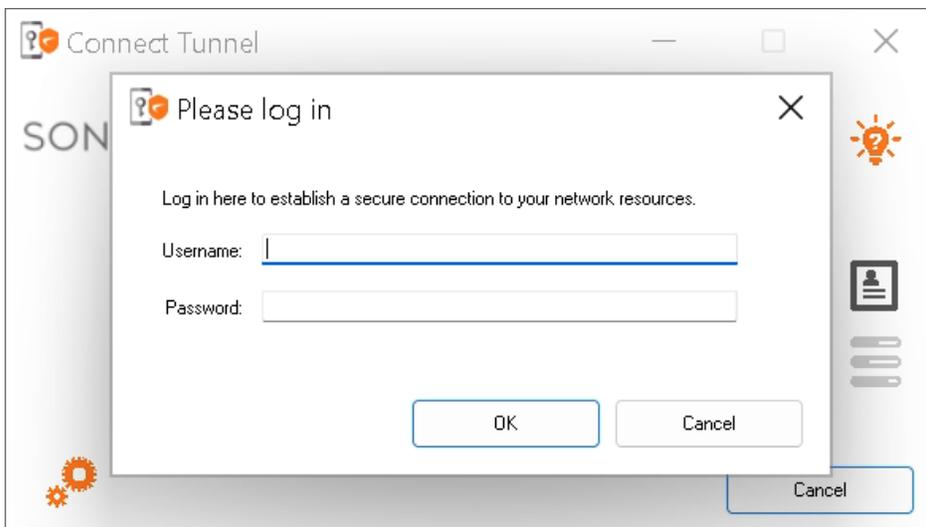 Connect Tunnel
Please log in
SON
Log in here to establish a secure connection to your network resources.
Username:
Password:
OK
Cancel
Cancel